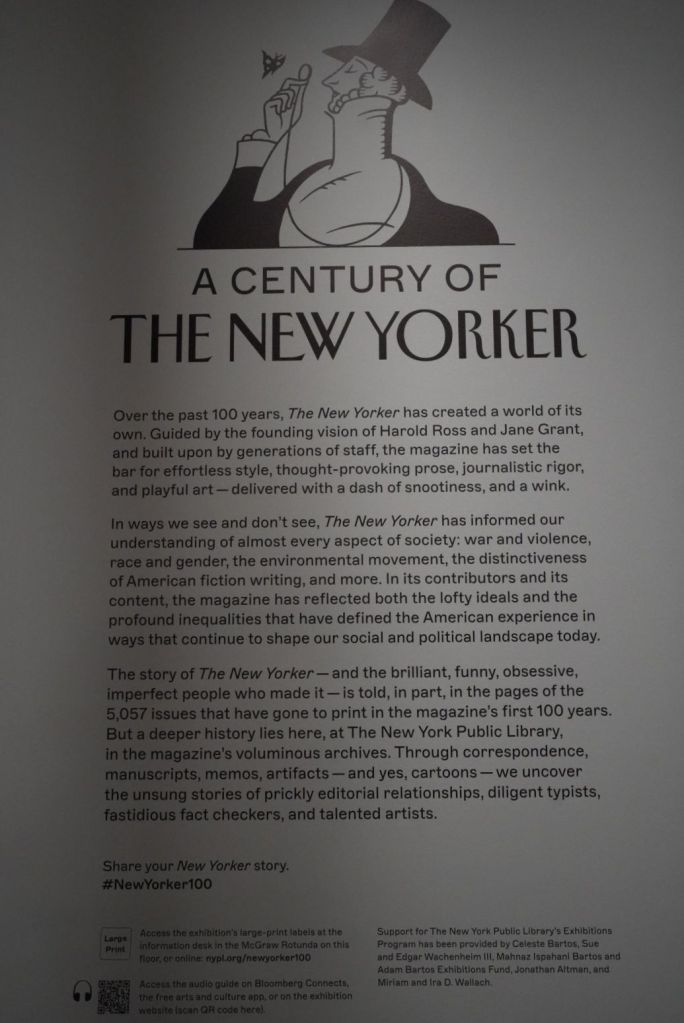 A CENTURY OF
THE NEW YORKER
Over the past 100 years, The New Yorker has created a world of its
own. Guided by the founding vision of Harold Ross and Jane Grant,
and built upon by generations of staff, the magazine has set the
bar for effortless style, thought-provoking prose, journalistic rigor,
and playful art — delivered with a dash of snootiness, and a wink.
In ways we see and don't see, The New Yorker has informed our
understanding of almost every aspect of society: war and violence,
race and gender, the environmental movement, the distinctiveness
of American fiction writing, and more. In its contributors and its
content, the magazine has reflected both the lofty ideals and the
profound inequalities that have defined the American experience in
ways that continue to shape our social and political landscape today.
The story of The New Yorker — and the brilliant, funny, obsessive,
imperfect people who made it — is told, in part, in the pages of the
5,057 issues that have gone to print in the magazine's first 100 years.
But a deeper history lies here, at The New York Public Library,
in the magazine's voluminous archives. Through correspondence,
manuscripts, memos, artifacts — and yes, cartoons — we uncover
the unsung stories of prickly editorial relationships, diligent typists,
fastidious fact checkers, and talented artists.
Share your New Yorker story.
#NewYorker100
Large
Print
Access the exhibition's large-print labels at the
information desk in the McGraw Rotunda on this
floor, or online: nypl.org/newyorker100
Access the audio guide on Bloomberg Connects,
the free arts and culture app, or on the exhibition
website (scan QR code here).
Support for The New York Public Library's Exhibitions
Program has been provided by Celeste Bartos, Sue
and Edgar Wachenheim III, Mahnaz Ispahani Bartos and
Adam Bartos Exhibitions Fund, Jonathan Altman, and
Miriam and Ira D. Wallach.